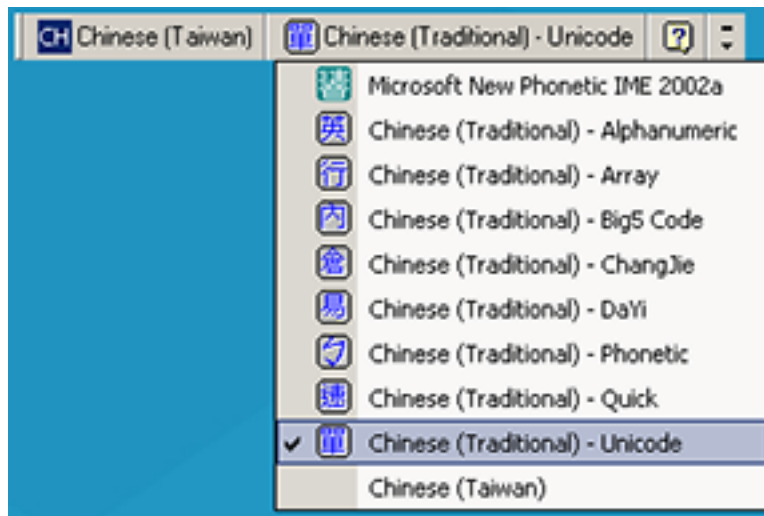 CH Chinese (Taiwan) 單 Chinese (Traditional) - Unicode ?
Microsoft New Phonetic IME 2002a
英 Chinese (Traditional) - Alphanumeric
行 Chinese (Traditional) - Array
內 Chinese (Traditional) - Big5 Code
倉 Chinese (Traditional) - ChangJie
易 Chinese (Traditional) - DaYi
ㄅ Chinese (Traditional) - Phonetic
速 Chinese (Traditional) - Quick
✓ 單 Chinese (Traditional) - Unicode
Chinese (Taiwan)